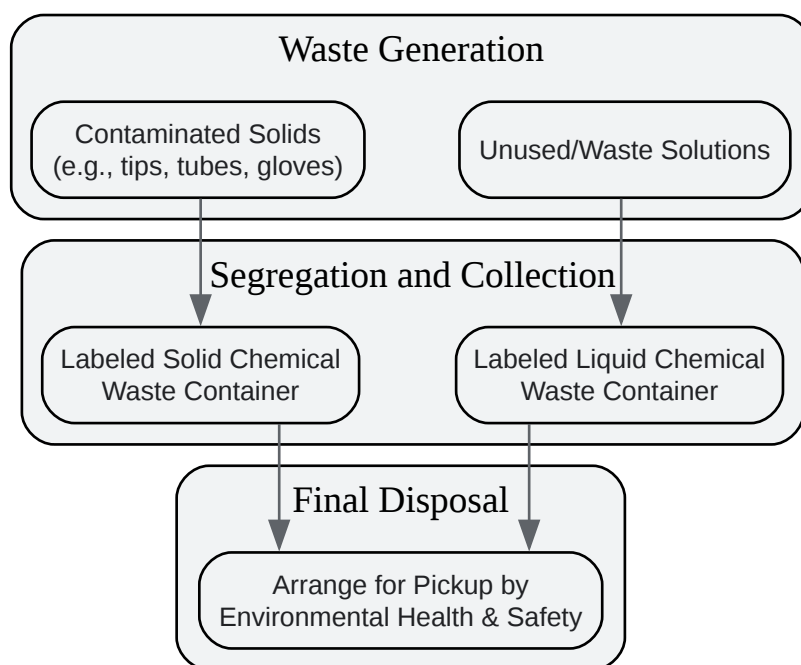 Waste Generation
Contaminated Solids
(e.g., tips, tubes, gloves)
Unused/Waste Solutions
Segregation and Collection
Labeled Solid Chemical
Waste Container
Labeled Liquid Chemical
Waste Container
Final Disposal
Arrange for Pickup by
Environmental Health & Safety